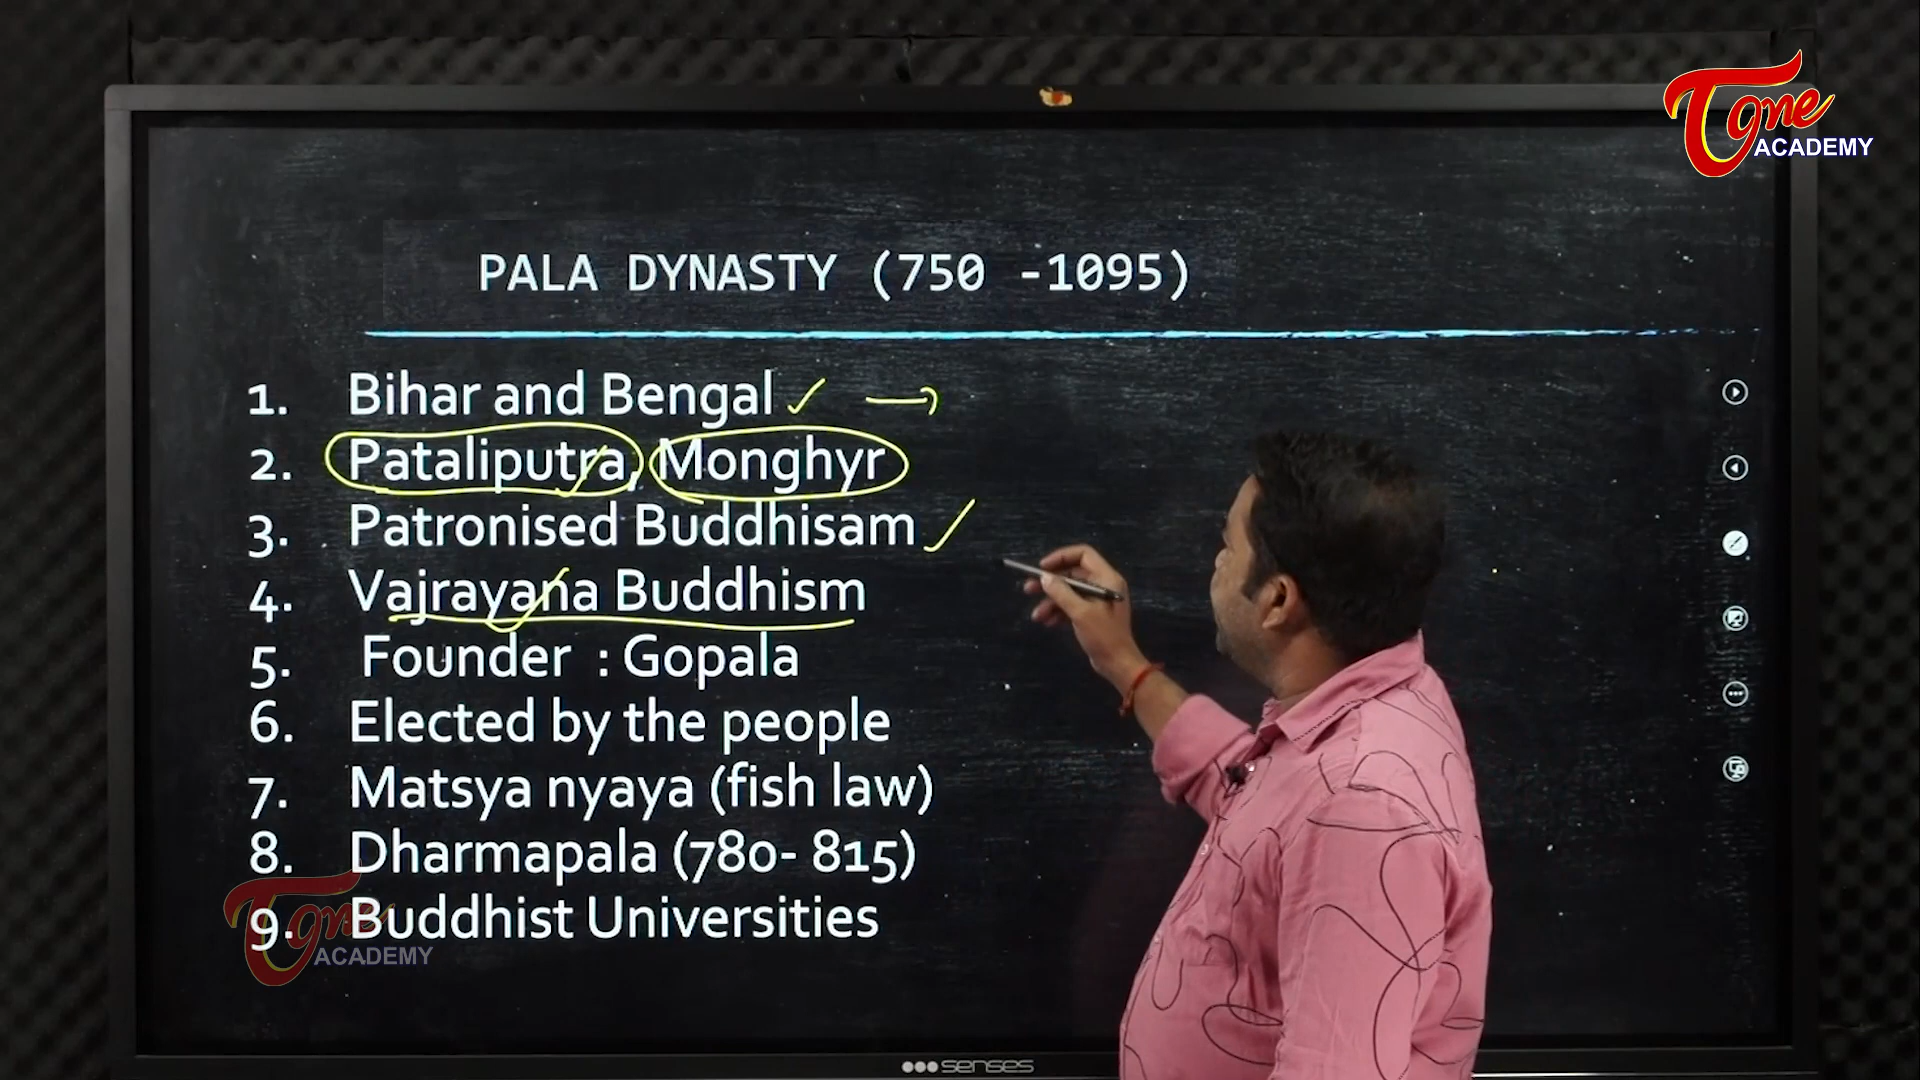 Tone
ACADEMY
PALA DYNASTY (750 -1095)
1. Bihar and Bengal
2. Pataliputra, Monghyr
3. Patronised Buddhisam
4. Vajrayana Buddhism
5. Founder : Gopala
6. Elected by the people
7. Matsya nyaya (fish law)
8. Dharmapala (780- 815)
9. Buddhist Universities
Tone
ACADEMY
senses